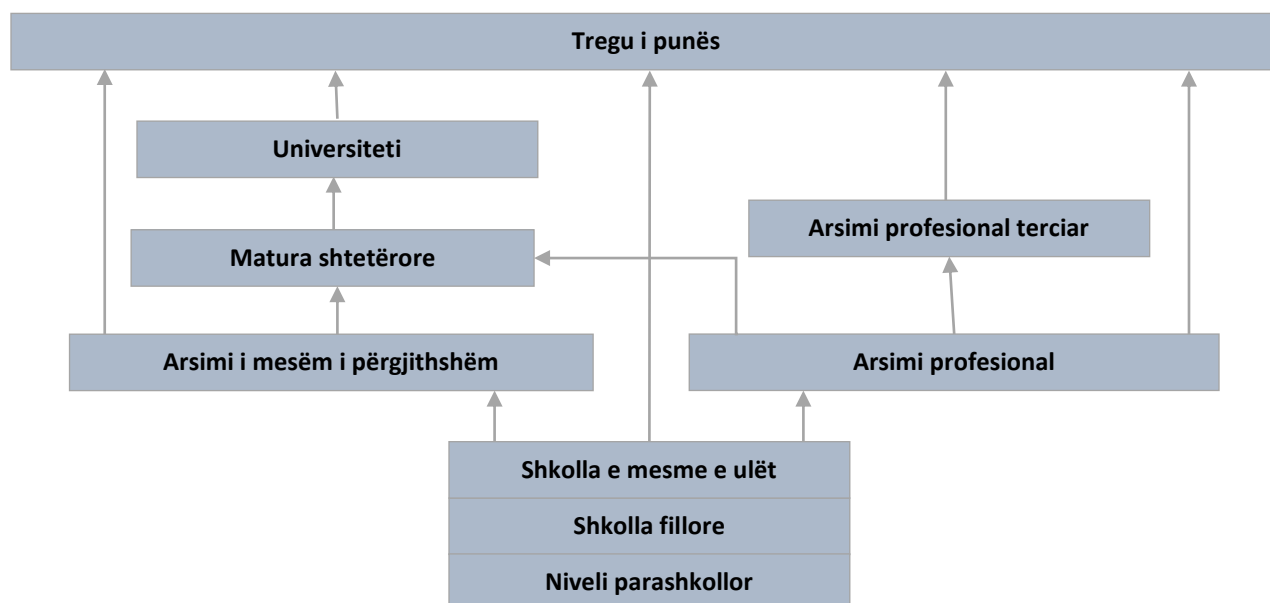 Tregu i punës
Universiteti
Arsimi profesional terciar
Matura shtetërore
Arsimi i mesëm i përgjithshëm
Arsimi profesional
Shkolla e mesme e ulët
Shkolla fillore
Niveli parashkollor